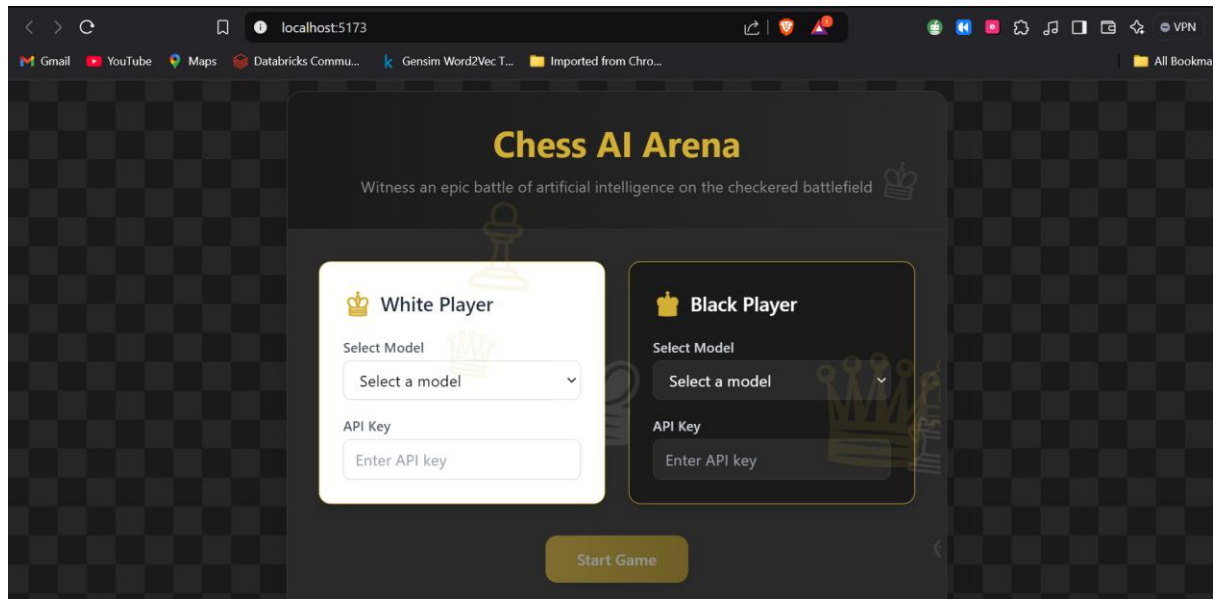 localhost:5173
VPN
Gmail YouTube Maps Databricks Commu... Gensim Word2Vec T... Imported from Chro... All Bookma
Chess AI Arena
Witness an epic battle of artificial intelligence on the checkered battlefield
White Player
Select Model
Select a model
API Key
Enter API key
Black Player
Select Model
Select a model
API Key
Enter API key
Start Game